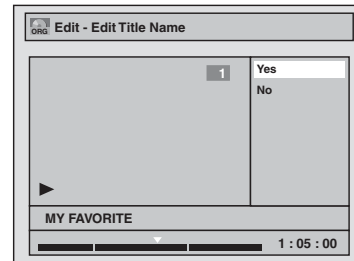 ORG Edit - Edit Title Name
1 Yes
No
MY FAVORITE
1 : 05 : 00